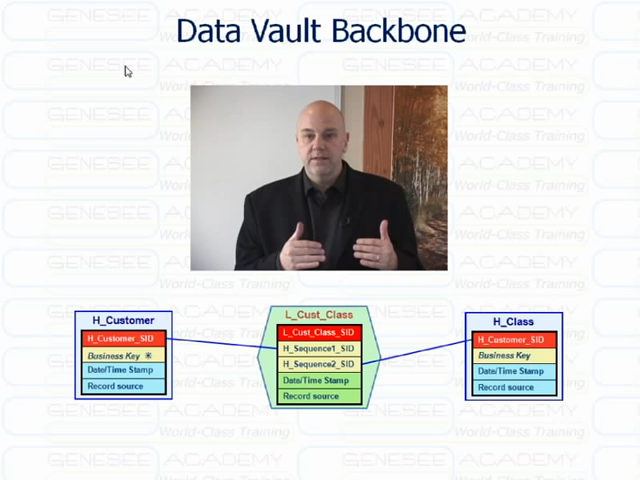 Data Vault Backbone
GENESEE ACADEMY
World-Class Training
H_Customer
H_Customer_SID
Business Key *
Date/Time Stamp
Record source
L_Cust_Class
L_Cust_Class_SID
H_Sequence1_SID
H_Sequence2_SID
Date/Time Stamp
Record source
H_Class
H_Customer_SID
Business Key
Date/Time Stamp
Record source